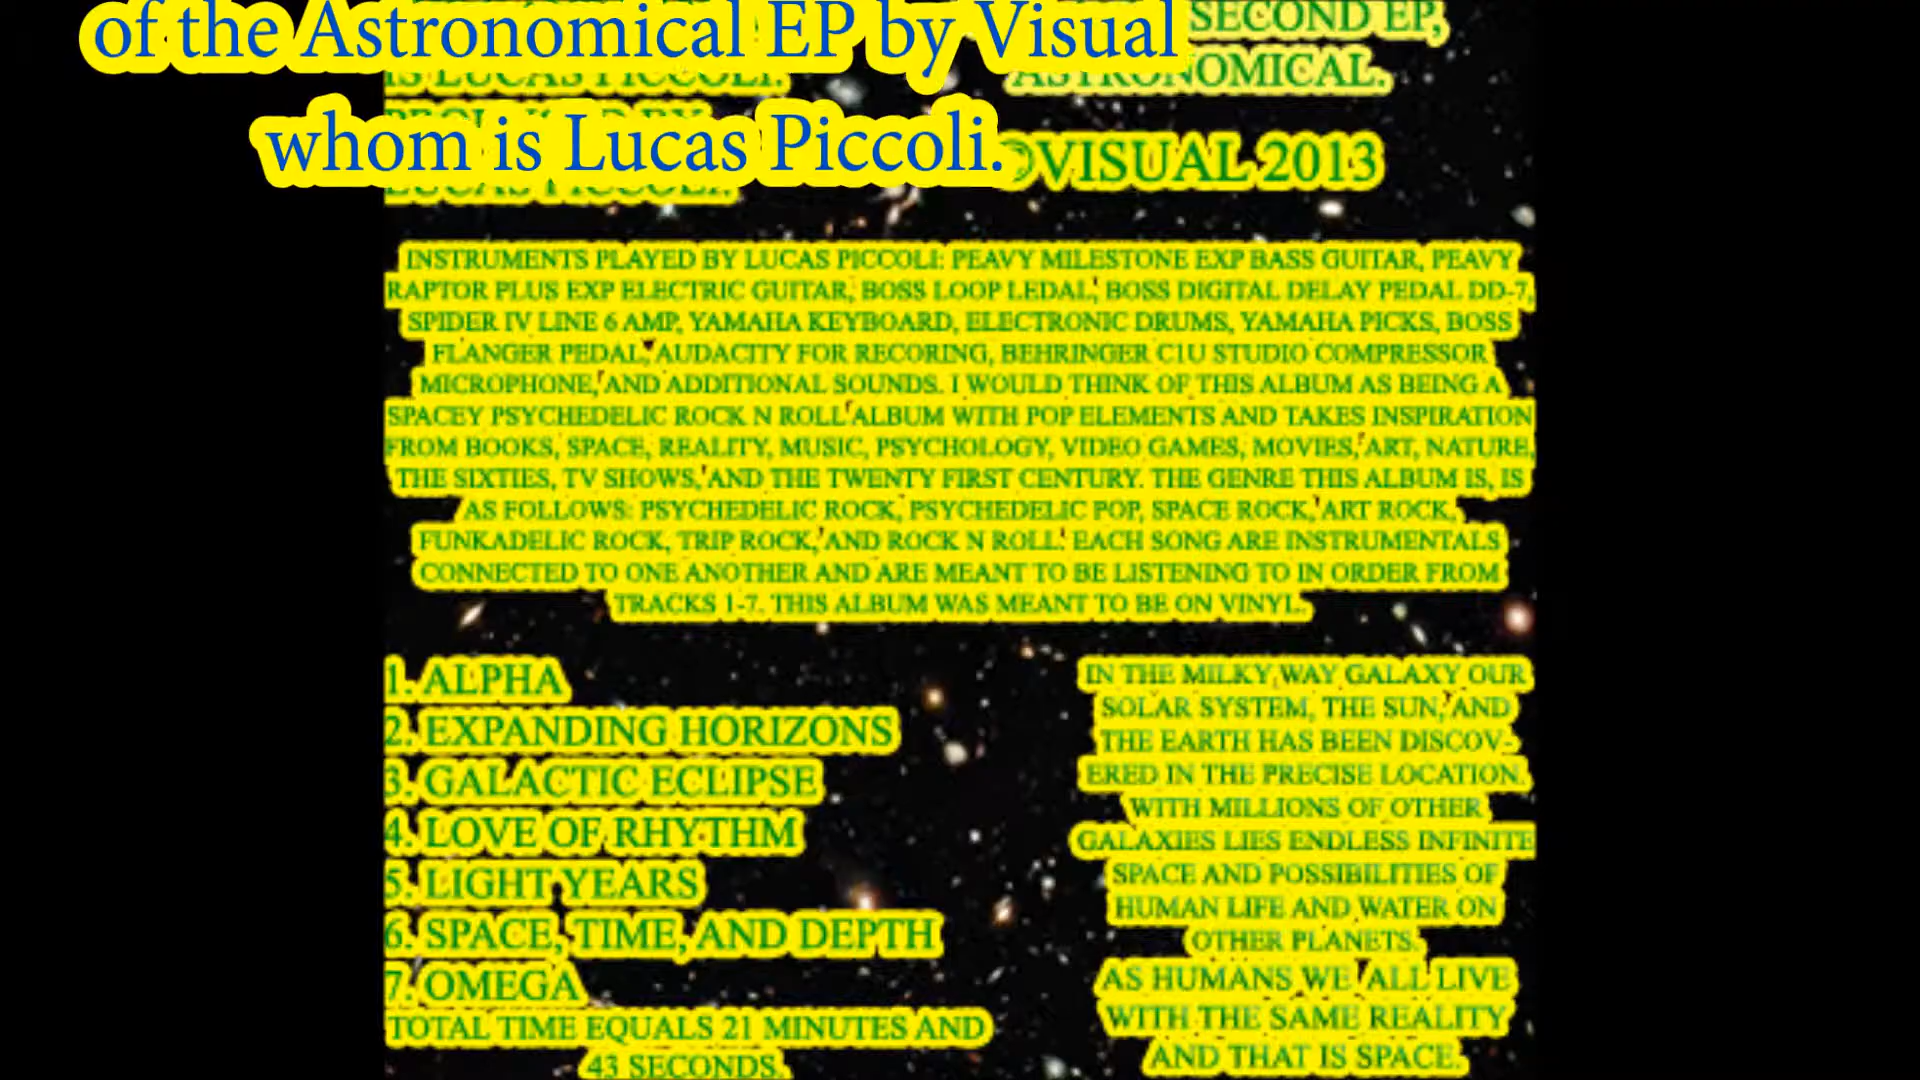 of the Astronomical EP by Visual
whom is Lucas Piccoli.
SECOND EP,
ASTRONOMICAL.
IS LUCAS PICCOLI.
LUCAS PICCOLI.
©VISUAL 2013
INSTRUMENTS PLAYED BY LUCAS PICCOLI: PEAVY MILESTONE EXP BASS GUITAR, PEAVY
RAPTOR PLUS EXP ELECTRIC GUITAR, BOSS LOOP LEDAL, BOSS DIGITAL DELAY PEDAL DD-7,
SPIDER IV LINE 6 AMP, YAMAHA KEYBOARD, ELECTRONIC DRUMS, YAMAHA PICKS, BOSS
FLANGER PEDAL, AUDACITY FOR RECORING, BEHRINGER C1U STUDIO COMPRESSOR
MICROPHONE, AND ADDITIONAL SOUNDS. I WOULD THINK OF THIS ALBUM AS BEING A
SPACEY PSYCHEDELIC ROCK N ROLL ALBUM WITH POP ELEMENTS AND TAKES INSPIRATION
FROM BOOKS, SPACE, REALITY, MUSIC, PSYCHOLOGY, VIDEO GAMES, MOVIES, ART, NATURE,
THE SIXTIES, TV SHOWS, AND THE TWENTY FIRST CENTURY. THE GENRE THIS ALBUM IS, IS
AS FOLLOWS: PSYCHEDELIC ROCK, PSYCHEDELIC POP, SPACE ROCK, ART ROCK,
FUNKADELIC ROCK, TRIP ROCK, AND ROCK N ROLL. EACH SONG ARE INSTRUMENTALS
CONNECTED TO ONE ANOTHER AND ARE MEANT TO BE LISTENING TO IN ORDER FROM
TRACKS 1-7. THIS ALBUM WAS MEANT TO BE ON VINYL.
1. ALPHA
2. EXPANDING HORIZONS
3. GALACTIC ECLIPSE
4. LOVE OF RHYTHM
5. LIGHT YEARS
6. SPACE, TIME, AND DEPTH
7. OMEGA
TOTAL TIME EQUALS 21 MINUTES AND
43 SECONDS.
IN THE MILKY WAY GALAXY OUR
SOLAR SYSTEM, THE SUN, AND
THE EARTH HAS BEEN DISCOV-
ERED IN THE PRECISE LOCATION.
WITH MILLIONS OF OTHER
GALAXIES LIES ENDLESS INFINITE
SPACE AND POSSIBILITIES OF
HUMAN LIFE AND WATER ON
OTHER PLANETS.
AS HUMANS WE ALL LIVE
WITH THE SAME REALITY
AND THAT IS SPACE.